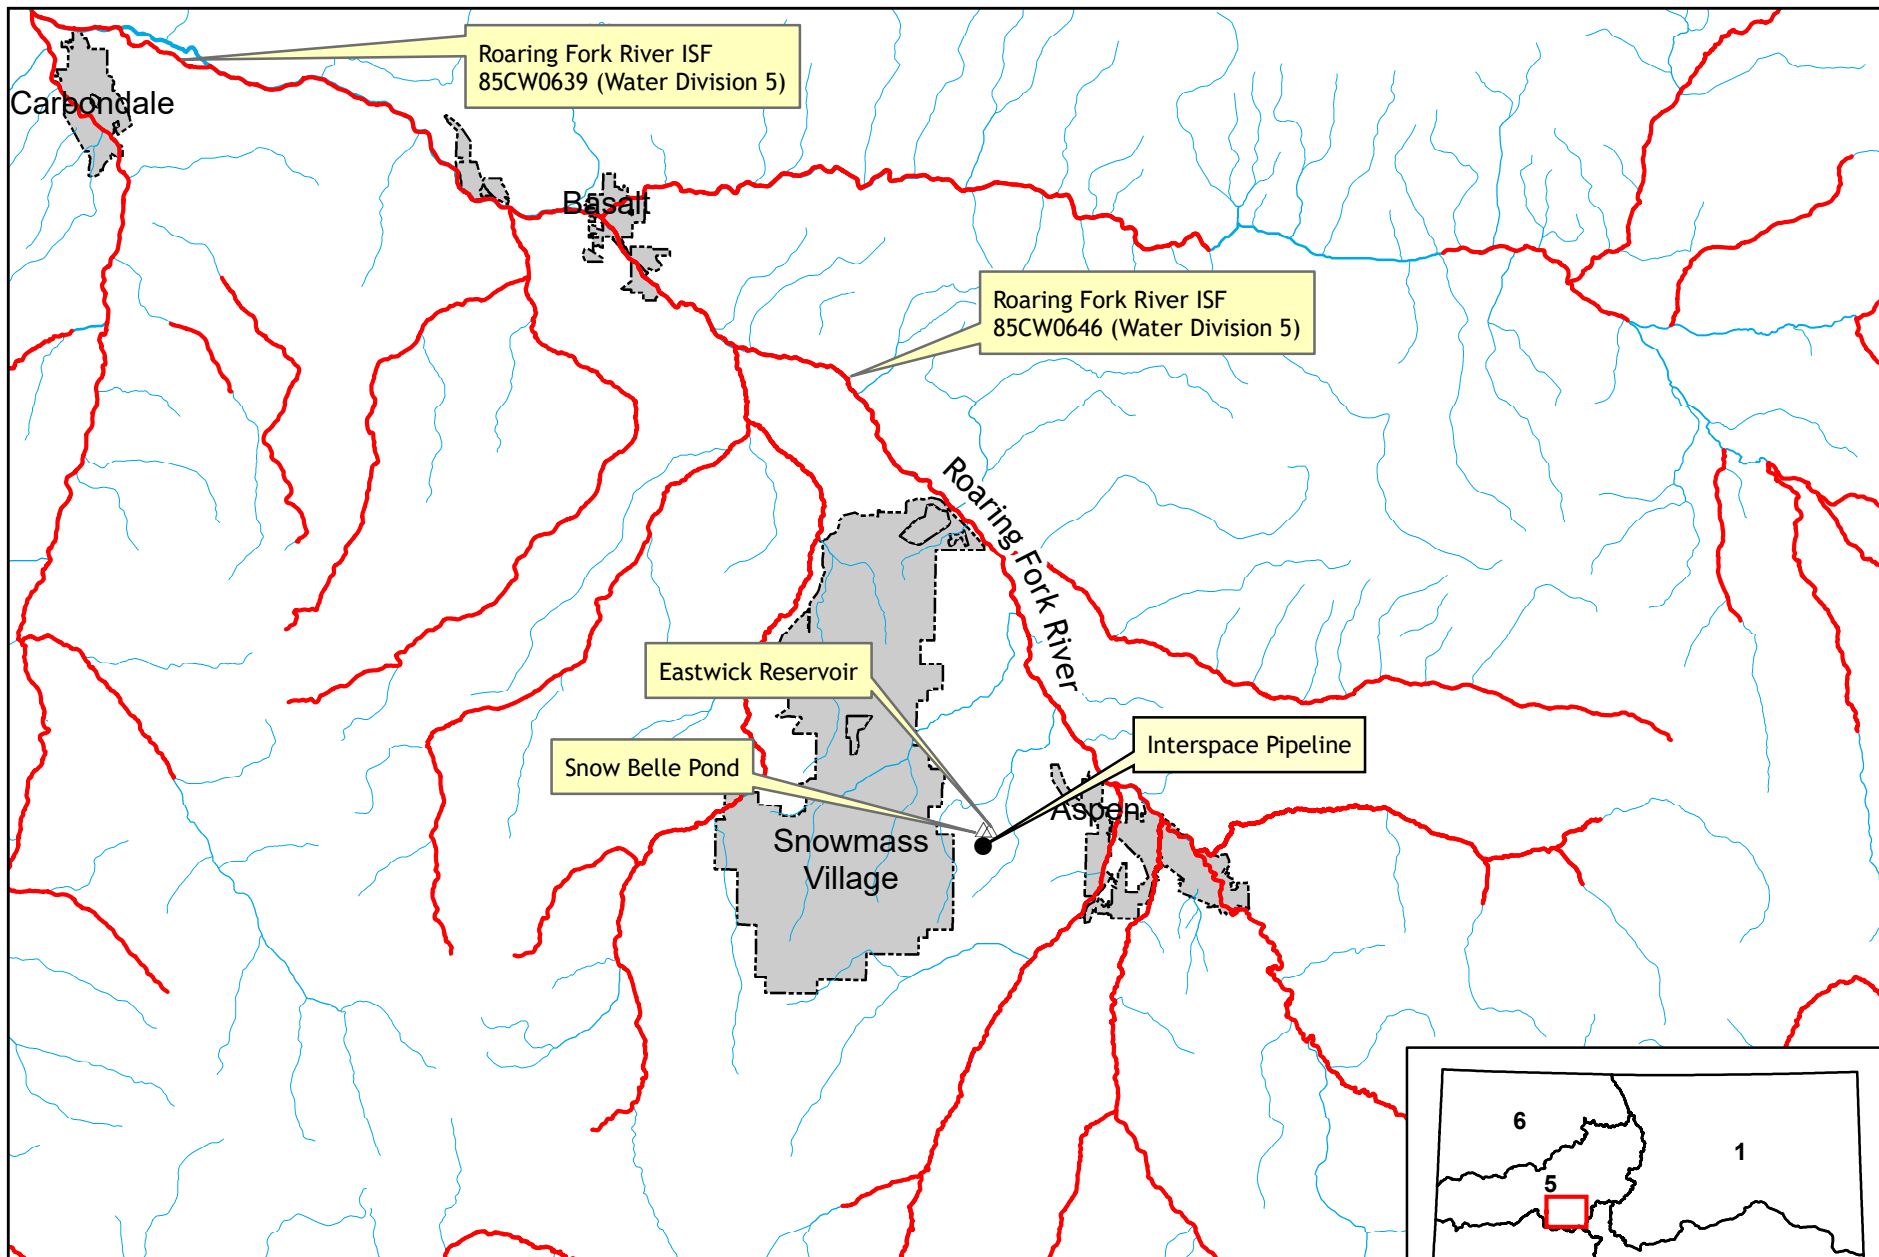 Roaring Fork River ISF
85CW0639 (Water Division 5)
Carbondale
Basalt
Roaring Fork River ISF
85CW0646 (Water Division 5)
Roaring Fork River
Eastwick Reservoir
Interspace Pipeline
Snow Belle Pond
Aspen
Snowmass
Village
6
1
5